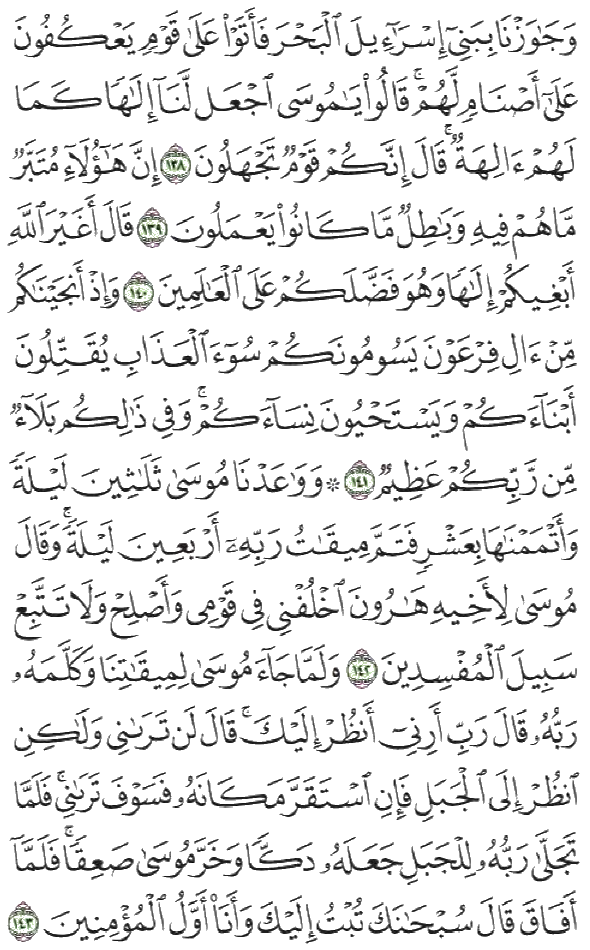 وَجَٰوَزْنَا بِبَنِىٓ إِسْرَٰٓءِيلَ ٱلْبَحْرَ فَأَتَوْا۟ عَلَىٰ قَوْمٍ يَعْكُفُونَ
عَلَىٰٓ أَصْنَامٍ لَّهُمْ ۚ قَالُوا۟ يَٰمُوسَى ٱجْعَل لَّنَآ إِلَٰهًا كَمَا
لَهُمْ ءَالِهَةٌ ۚ قَالَ إِنَّكُمْ قَوْمٌ تَجْهَلُونَ ١٣٨ إِنَّ هَٰٓؤُلَآءِ مُتَبَّرٌ
مَّا هُمْ فِيهِ وَبَٰطِلٌ مَّا كَانُوا۟ يَعْمَلُونَ ١٣٩ قَالَ أَغَيْرَ ٱللَّهِ
أَبْغِيكُمْ إِلَٰهًا وَهُوَ فَضَّلَكُمْ عَلَى ٱلْعَٰلَمِينَ ١٤٠ وَإِذْ أَنجَيْنَٰكُم
مِّنْ ءَالِ فِرْعَوْنَ يَسُومُونَكُمْ سُوٓءَ ٱلْعَذَابِ يُقَتِّلُونَ
أَبْنَآءَكُمْ وَيَسْتَحْيُونَ نِسَآءَكُمْ ۚ وَفِى ذَٰلِكُم بَلَآءٌ
مِّن رَّبِّكُمْ عَظِيمٌ ١٤١ ۞ وَوَٰعَدْنَا مُوسَىٰ ثَلَٰثِينَ لَيْلَةً
وَأَتْمَمْنَٰهَا بِعَشْرٍ فَتَمَّ مِيقَٰتُ رَبِّهِۦٓ أَرْبَعِينَ لَيْلَةً ۚ وَقَالَ
مُوسَىٰ لِأَخِيهِ هَٰرُونَ ٱخْلُفْنِى فِى قَوْمِى وَأَصْلِحْ وَلَا تَتَّبِعْ
سَبِيلَ ٱلْمُفْسِدِينَ ١٤٢ وَلَمَّا جَآءَ مُوسَىٰ لِمِيقَٰتِنَا وَكَلَّمَهُۥ
رَبُّهُۥ قَالَ رَبِّ أَرِنِىٓ أَنظُرْ إِلَيْكَ ۚ قَالَ لَن تَرَىٰنِى وَلَٰكِنِ
ٱنظُرْ إِلَى ٱلْجَبَلِ فَإِنِ ٱسْتَقَرَّ مَكَانَهُۥ فَسَوْفَ تَرَىٰنِى ۚ فَلَمَّا
تَجَلَّىٰ رَبُّهُۥ لِلْجَبَلِ جَعَلَهُۥ دَكًّا وَخَرَّ مُوسَىٰ صَعِقًا ۚ فَلَمَّآ
أَفَاقَ قَالَ سُبْحَٰنَكَ تُبْتُ إِلَيْكَ وَأَنَا۠ أَوَّلُ ٱلْمُؤْمِنِينَ ١٤٣